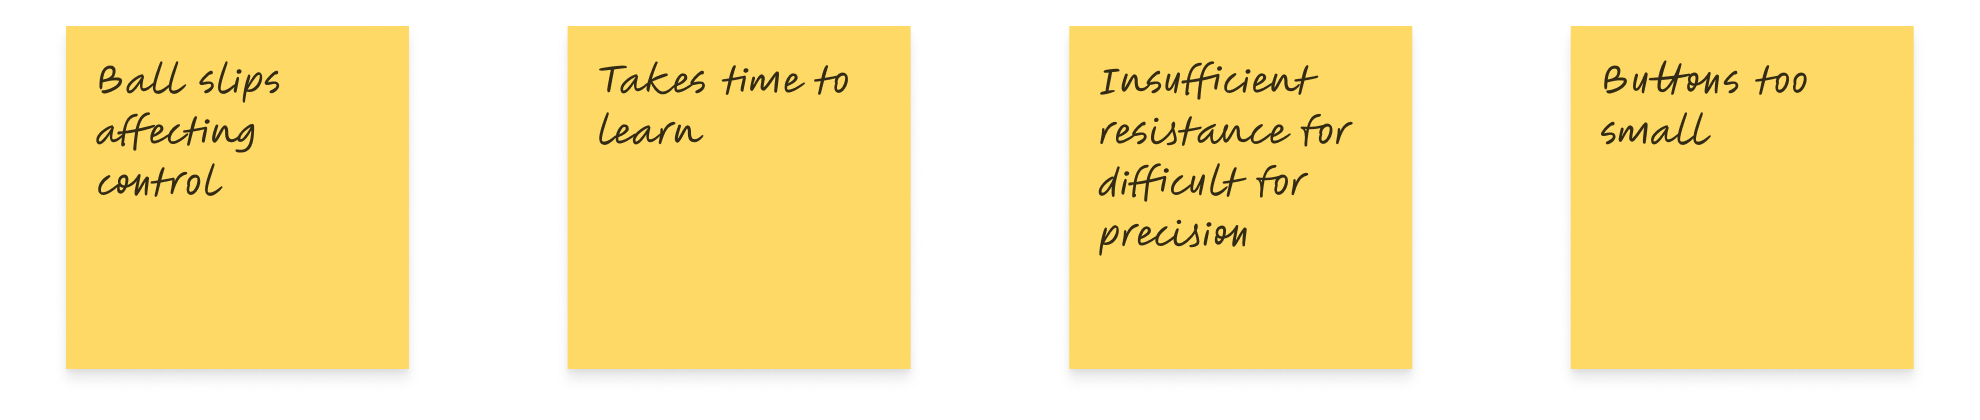 Ball slips
affecting
control
Takes time to
learn
Insufficient
resistance for
difficult for
precision
Buttons too
small